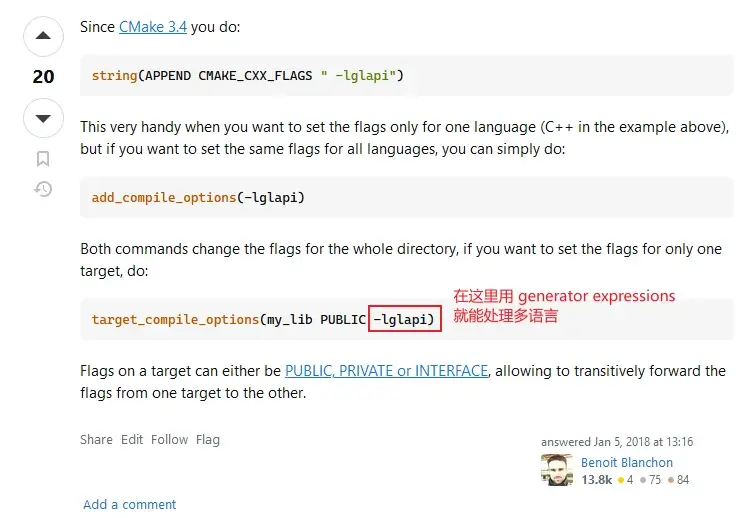 Since CMake 3.4 you do:
20
string(APPEND CMAKE_CXX_FLAGS " -lglapi")
This very handy when you want to set the flags only for one language (C++ in the example above),
but if you want to set the same flags for all languages, you can simply do:
add_compile_options(-lglapi)
Both commands change the flags for the whole directory, if you want to set the flags for only one
target, do:
在这里用 generator expressions
就能处理多语言
target_compile_options(my_lib PUBLIC -lglapi)
Flags on a target can either be PUBLIC, PRIVATE or INTERFACE, allowing to transitively forward the
flags from one target to the other.
Share Edit Follow Flag
answered Jan 5, 2018 at 13:16
Benoit Blanchon
13.8k 4 75 84
Add a comment